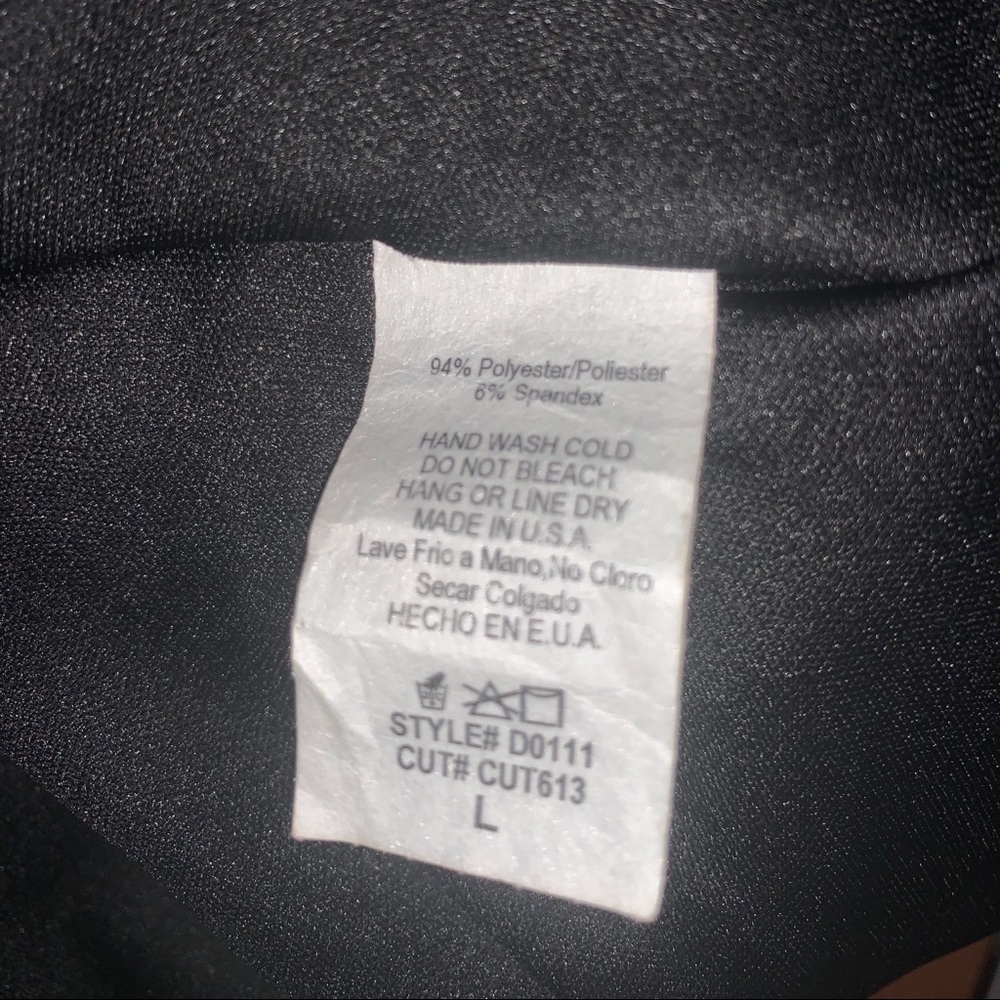 94% Polyester/Poliester
6% Spandex
HAND WASH COLD
DO NOT BLEACH
HANG OR LINE DRY
MADE IN U.S.A.
Lave Frio a Mano,No Cloro
Secar Colgado
HECHO EN E.U.A.
STYLE# D0111
CUT# CUT613
L